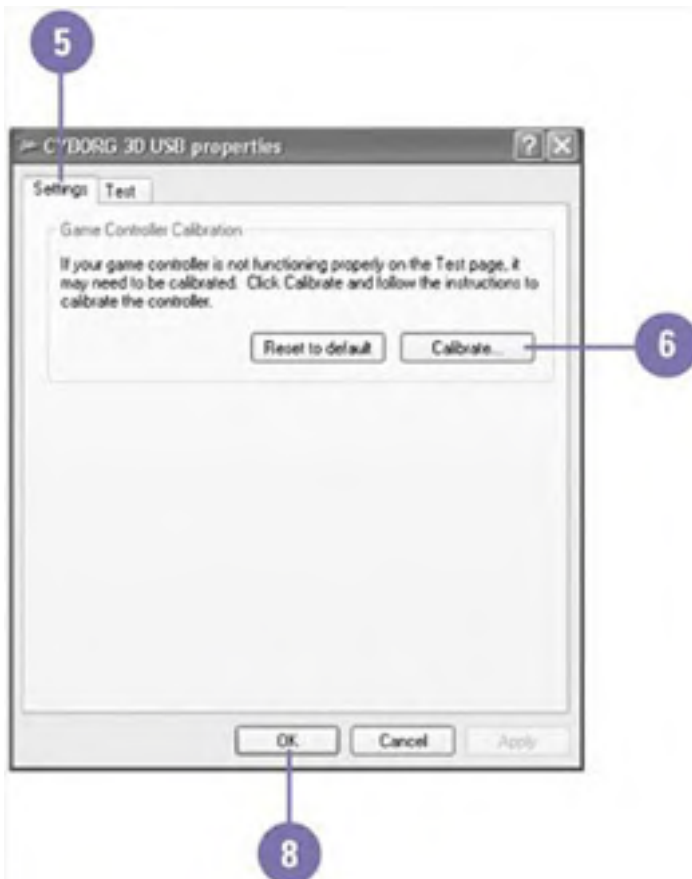 5
CYBORG 3D USB properties
Settings Test
Game Controller Calibration
If your game controller is not functioning properly on the Test page, it
may need to be calibrated. Click Calibrate and follow the instructions to
calibrate the controller.
Reset to default Calibrate...
6
OK Cancel Apply
8